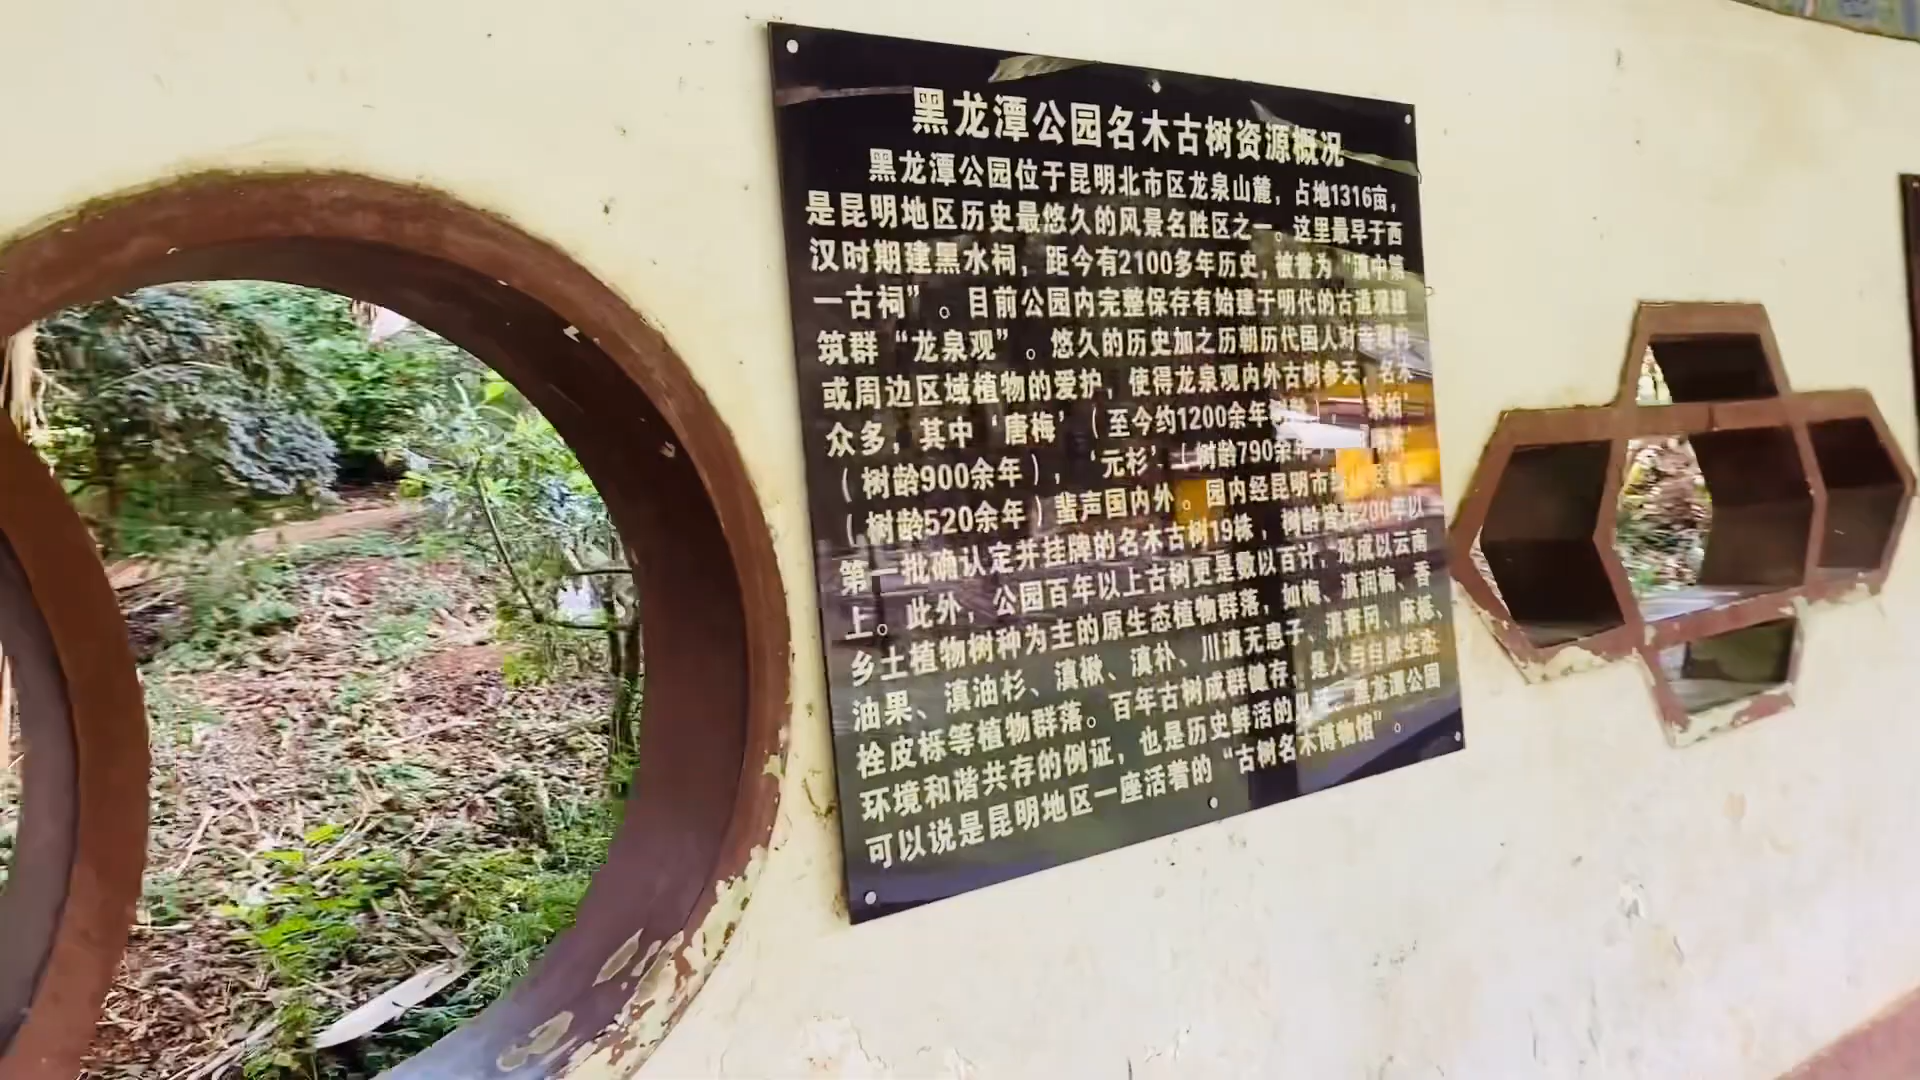 黑龙潭公园名木古树资源概况
黑龙潭公园位于昆明北市区龙泉山麓，占地1316亩，
是昆明地区历史最悠久的风景名胜区之一。这里最早于西
汉时期建黑水祠，距今有2100多年历史，被誉为“滇中第
一古祠”。目前公园内完整保存有始建于明代的古道观建
筑群“龙泉观”。悠久的历史加之历朝历代国人对寺观内
或周边区域植物的爱护，使得龙泉观内外古树参天，名木
众多，其中‘唐梅’（至今约1200余年），‘宋柏’
（树龄900余年），‘元杉’（树龄790余年
（树龄520余年）蜚声国内外。园内经昆明市
第一批确认定并挂牌的名木古树19株，树龄皆在200年以
上。此外，公园百年以上古树更是数以百计，形成以云南
乡土植物树种为主的原生态植物群落，如梅、滇润楠、香
油果、滇油杉、滇楸、滇朴、川滇无患子、滇青冈、麻栎、
栓皮栎等植物群落。百年古树成群健存，是人与自然生态
环境和谐共存的例证，也是历史鲜活的见证。黑龙潭公园
可以说是昆明地区一座活着的“古树名木博物馆”。